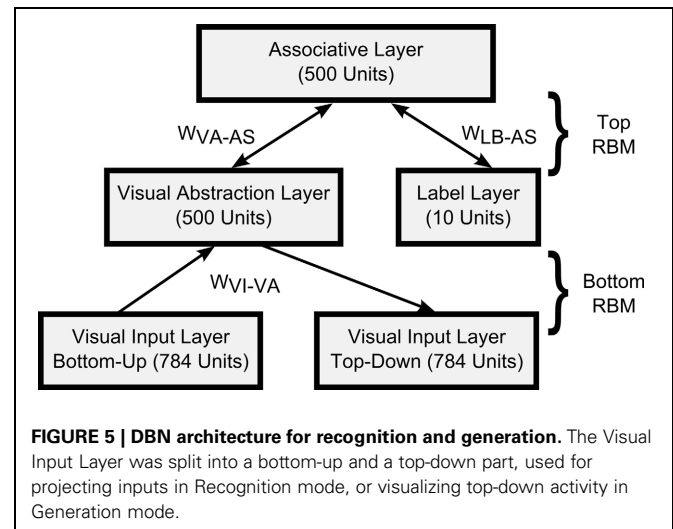 Associative Layer
(500 Units)
W_VA-AS
W_LB-AS
Top
RBM
Visual Abstraction Layer
(500 Units)
Label Layer
(10 Units)
W_VI-VA
Bottom
RBM
Visual Input Layer
Bottom-Up (784 Units)
Visual Input Layer
Top-Down (784 Units)
FIGURE 5 | DBN architecture for recognition and generation. The Visual
Input Layer was split into a bottom-up and a top-down part, used for
projecting inputs in Recognition mode, or visualizing top-down activity in
Generation mode.